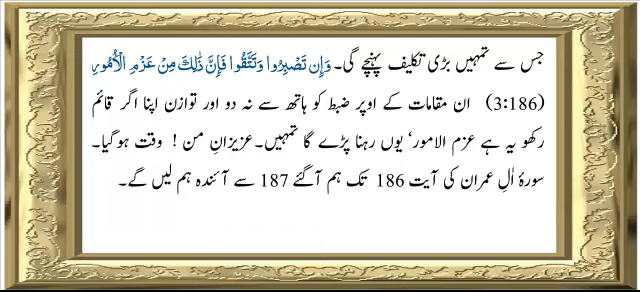 جس سے تمہیں بڑی تکلیف پہنچے گی۔ وَإِن تَصْبِرُوا وَتَتَّقُوا فَإِنَّ ذَٰلِكَ مِنْ عَزْمِ الْأُمُورِ
(3:186) ان مقامات کے اوپر ضبط کو ہاتھ سے نہ دو اور توازن اپنا اگر قائم
رکھو یہ ہے عزم الامور‘ یوں رہنا پڑے گا تمہیں۔عزیزانِ من ! وقت ہوگیا۔
سورۂ اٰلِ عمران کی آیت 186 تک ہم آگئے 187 سے آئندہ ہم لیں گے۔